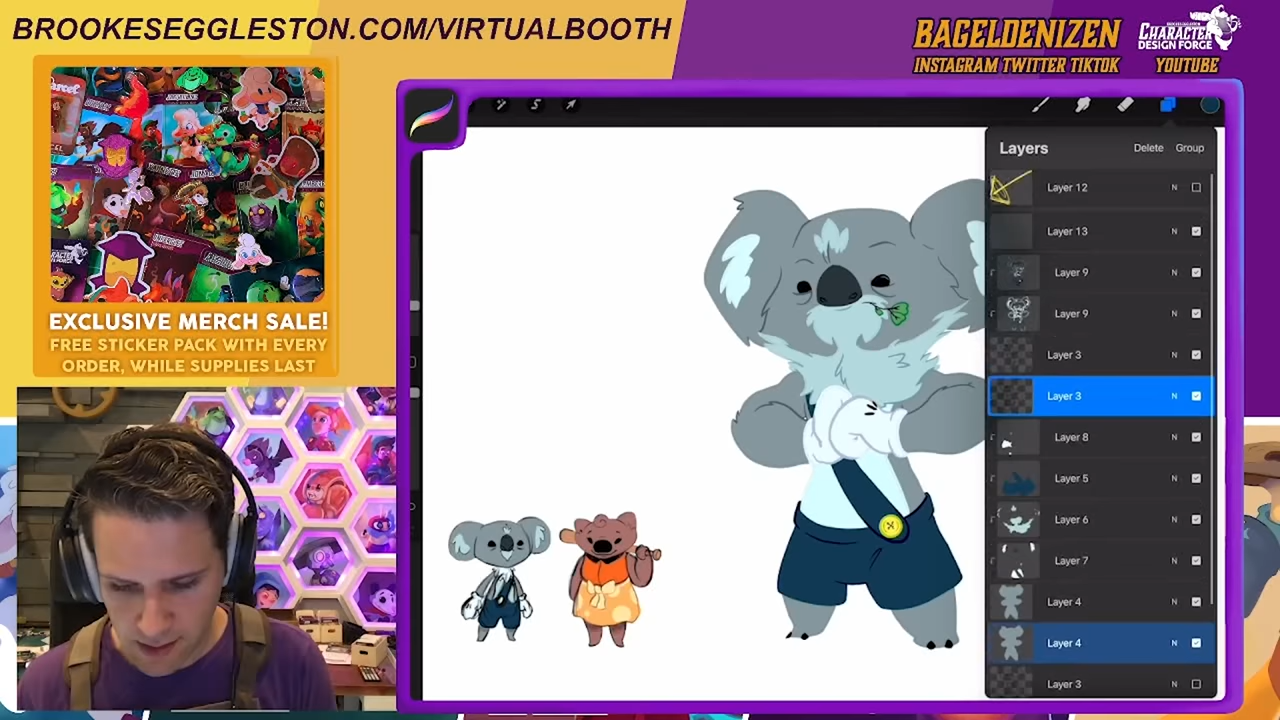 BROOKESEGGLESTON.COM/VIRTUALBOOTH
BAGELDENIZEN
INSTAGRAM TWITTER TIKTOK
CHARACTER
DESIGN FORGE
YOUTUBE
EXCLUSIVE MERCH SALE!
FREE STICKER PACK WITH EVERY
ORDER, WHILE SUPPLIES LAST
Layers
Delete
Group
Layer 12
N
Layer 13
N
Layer 9
N
Layer 9
N
Layer 3
N
Layer 3
N
Layer 8
N
Layer 5
N
Layer 6
N
Layer 7
N
Layer 4
N
Layer 4
N
Layer 3
N